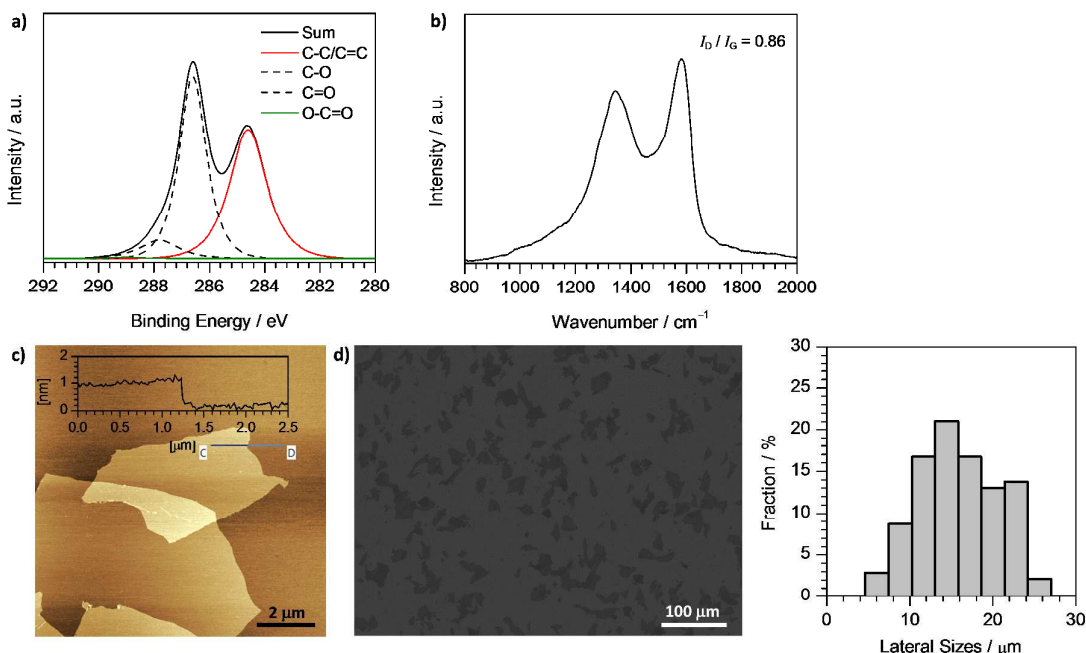 a)
Sum
C-C/C=C
C-O
C=O
O-C=O
Intensity / a.u.
292 290 288 286 284 282 280
Binding Energy / eV
b)
I_D / I_G = 0.86
Intensity / a.u.
800 1200 1400 1600 2000
Wavenumber / cm⁻¹
c)
2
1
0
[nm]
0.0 0.5 1.0 1.5 2.0 2.5
[μm]
C D
2 μm
d)
100 μm
30
25
20
15
10
5
0
Fraction / %
0 10 20 30
Lateral Sizes / μm